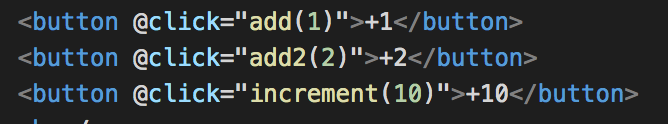 <button @click="add(1)">+1</button>
<button @click="add2(2)">+2</button>
<button @click="increment(10)">+10</button>